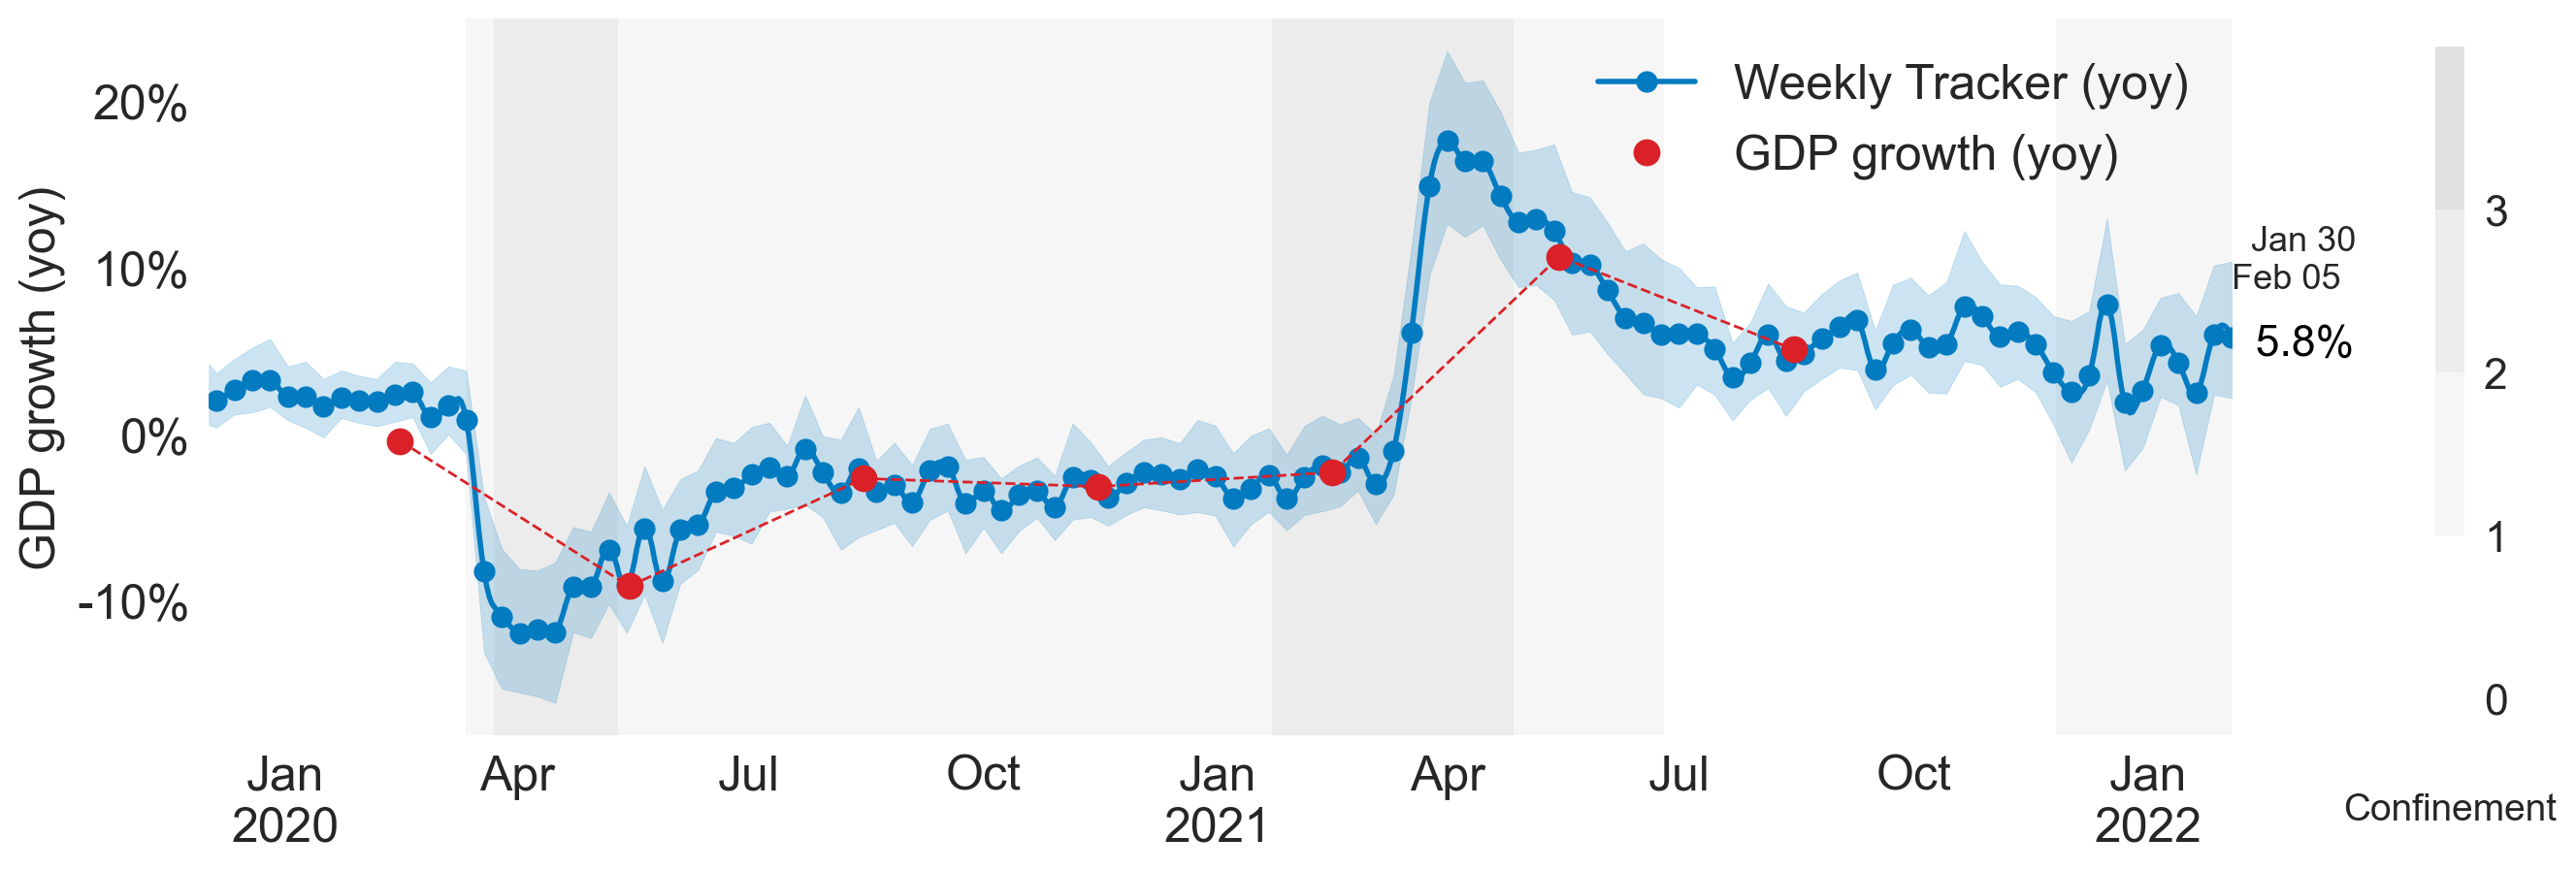 GDP growth (yoy)
20%
10%
0%
-10%
Weekly Tracker (yoy)
GDP growth (yoy)
Jan 30
Feb 05
5.8%
3
2
1
0
Confinement
Jan
2020
Apr
Jul
Oct
Jan
2021
Apr
Jul
Oct
Jan
2022